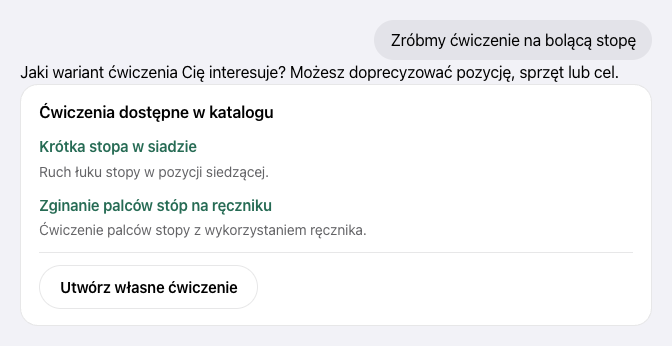 Zróbmy ćwiczenie na bolącą stopę
Jaki wariant ćwiczenia Cię interesuje? Możesz doprecyzować pozycję, sprzęt lub cel.
Ćwiczenia dostępne w katalogu
Krótka stopa w siadzie
Ruch łuku stopy w pozycji siedzącej.
Zginanie palców stóp na ręczniku
Ćwiczenie palców stopy z wykorzystaniem ręcznika.
Utwórz własne ćwiczenie